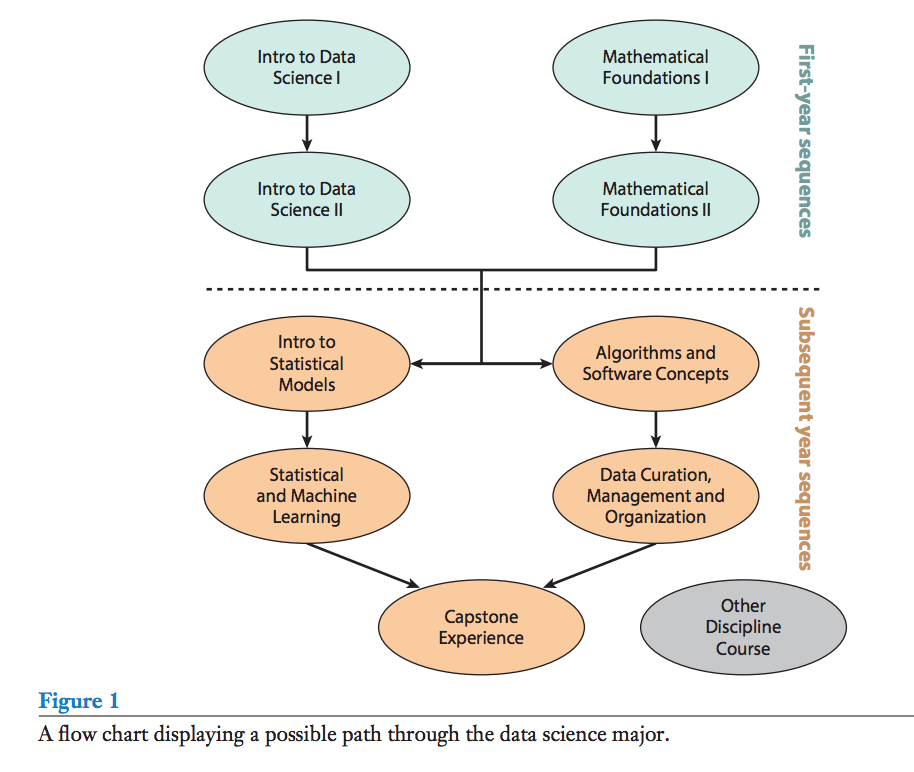 Intro to Data
Science I
Mathematical
Foundations I
First-year sequences
Intro to Data
Science II
Mathematical
Foundations II
Intro to
Statistical
Models
Algorithms and
Software Concepts
Subsequent year sequences
Statistical
and Machine
Learning
Data Curation,
Management and
Organization
Capstone
Experience
Other
Discipline
Course
Figure 1
A flow chart displaying a possible path through the data science major.